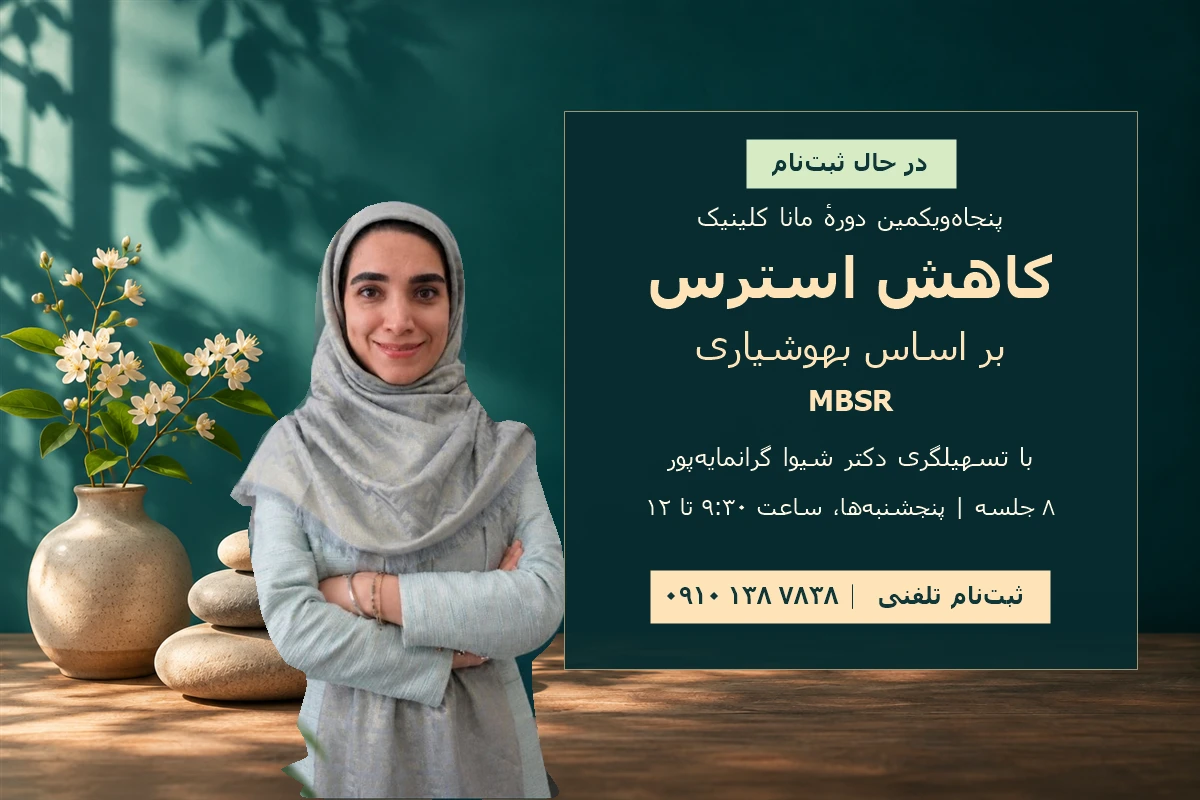 در حال ثبت‌نام
پنجاه‌ویکمین دورهٔ مانا کلینیک
کاهش استرس
بر اساس بهوشیاری
MBSR
با تسهیلگری دکتر شیوا گرانمایه‌پور
۸ جلسه | پنجشنبه‌ها، ساعت ۹:۳۰ تا ۱۲
ثبت‌نام تلفنی | ۰۹۱۰ ۱۳۸ ۷۸۳۸